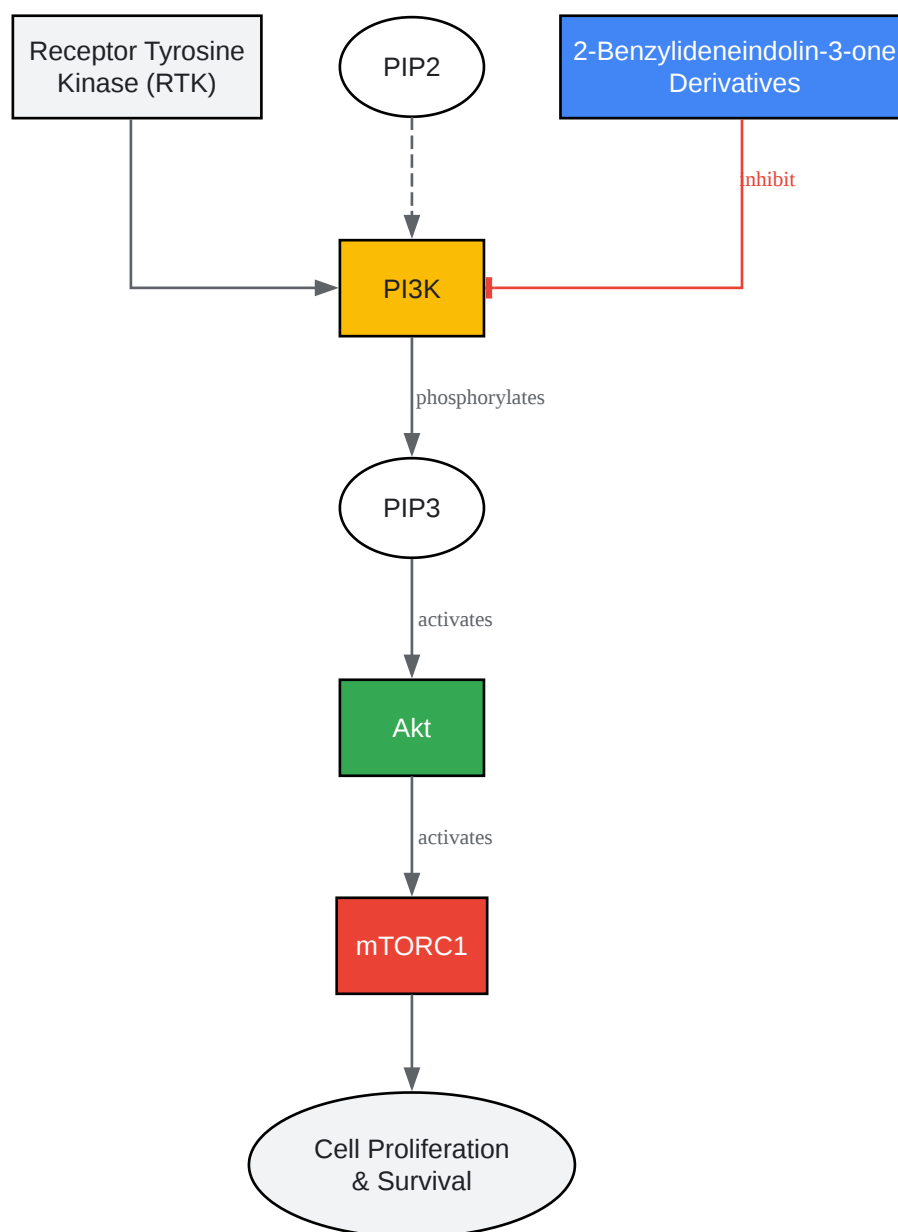 Receptor Tyrosine
Kinase (RTK)
PIP2
2-Benzylideneindolin-3-one
Derivatives
inhibit
PI3K
phosphorylates
PIP3
activates
Akt
activates
mTORC1
Cell Proliferation
& Survival